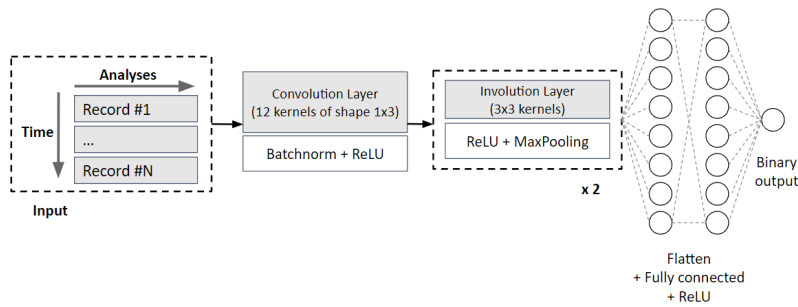 Analyses
Time
Record #1
...
Record #N
Input
Convolution Layer
(12 kernels of shape 1x3)
Batchnorm + ReLU
Involution Layer
(3x3 kernels)
ReLU + MaxPooling
x 2
Binary
output
Flatten
+ Fully connected
+ ReLU